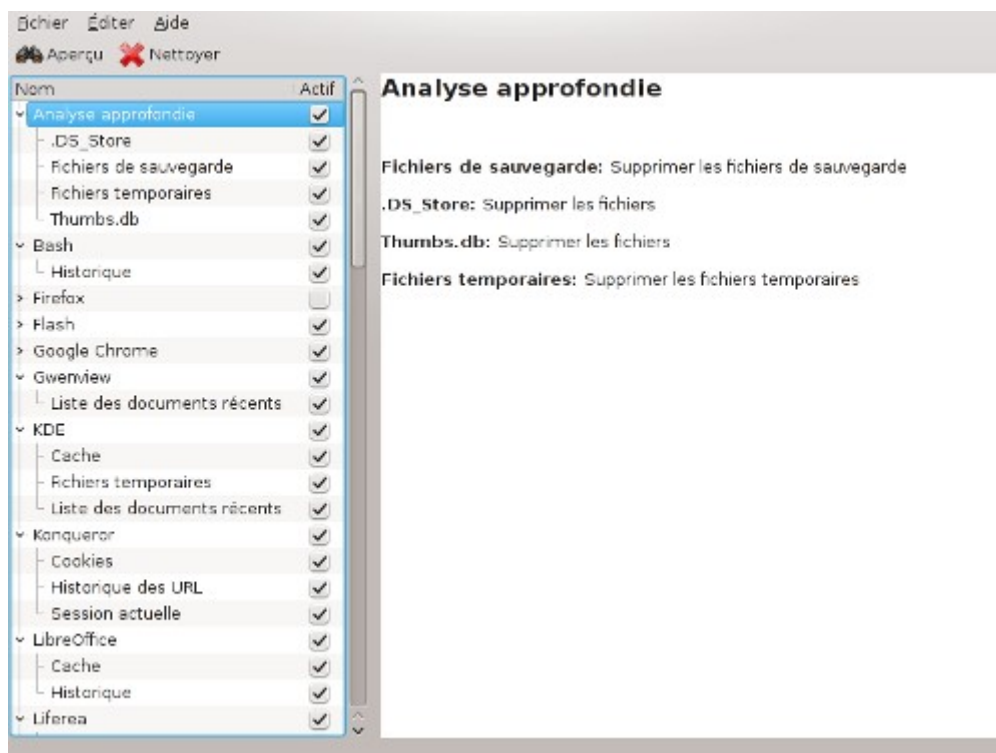 Fichier Éditer Aide
Aperçu Nettoyer
Nom Actif
Analyse approfondie
.DS_Store
Fichiers de sauvegarde
Fichiers temporaires
Thumbs.db
Bash
Historique
Firefox
Flash
Google Chrome
Gwenview
Liste des documents récents
KDE
Cache
Fichiers temporaires
Liste des documents récents
Konqueror
Cookies
Historique des URL
Session actuelle
LibreOffice
Cache
Historique
Liferea
Analyse approfondie
Fichiers de sauvegarde: Supprimer les fichiers de sauvegarde
.DS_Store: Supprimer les fichiers
Thumbs.db: Supprimer les fichiers
Fichiers temporaires: Supprimer les fichiers temporaires